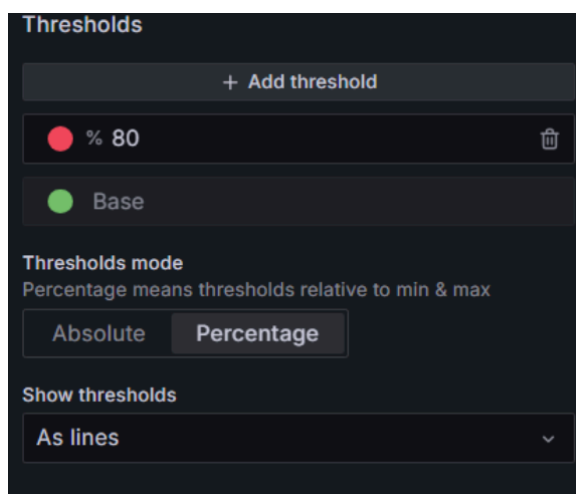 Thresholds
+ Add threshold
% 80
Base
Thresholds mode
Percentage means thresholds relative to min & max
Absolute Percentage
Show thresholds
As lines